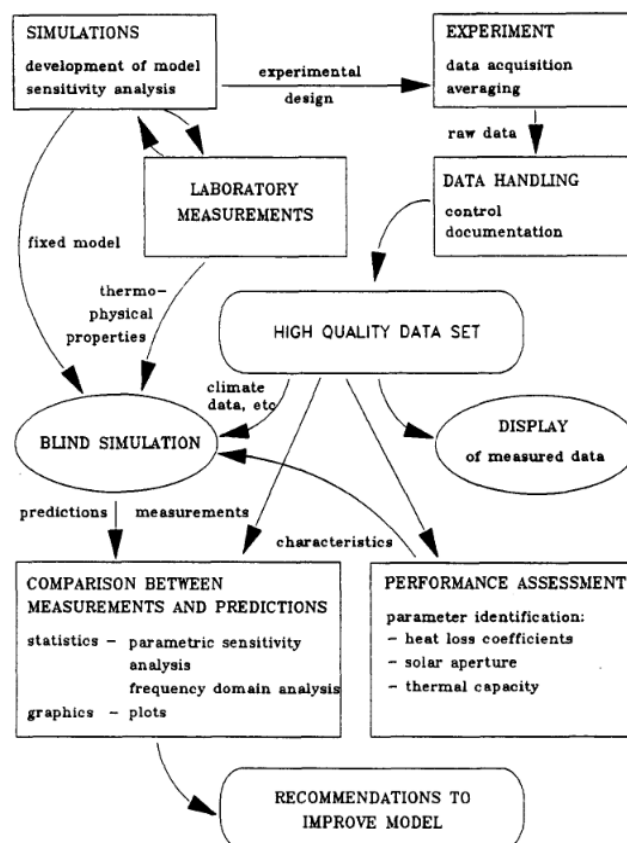 SIMULATIONS
development of model
sensitivity analysis
experimental
design
EXPERIMENT
data acquisition
averaging
raw data
LABORATORY
MEASUREMENTS
DATA HANDLING
control
documentation
fixed model
thermo-
physical
properties
HIGH QUALITY DATA SET
climate
data, etc
BLIND SIMULATION
DISPLAY
of measured data
predictions
measurements
characteristics
COMPARISON BETWEEN
MEASUREMENTS AND PREDICTIONS
statistics – parametric sensitivity
analysis
frequency domain analysis
graphics – plots
PERFORMANCE ASSESSMENT
parameter identification:
– heat loss coefficients
– solar aperture
– thermal capacity
RECOMMENDATIONS TO
IMPROVE MODEL